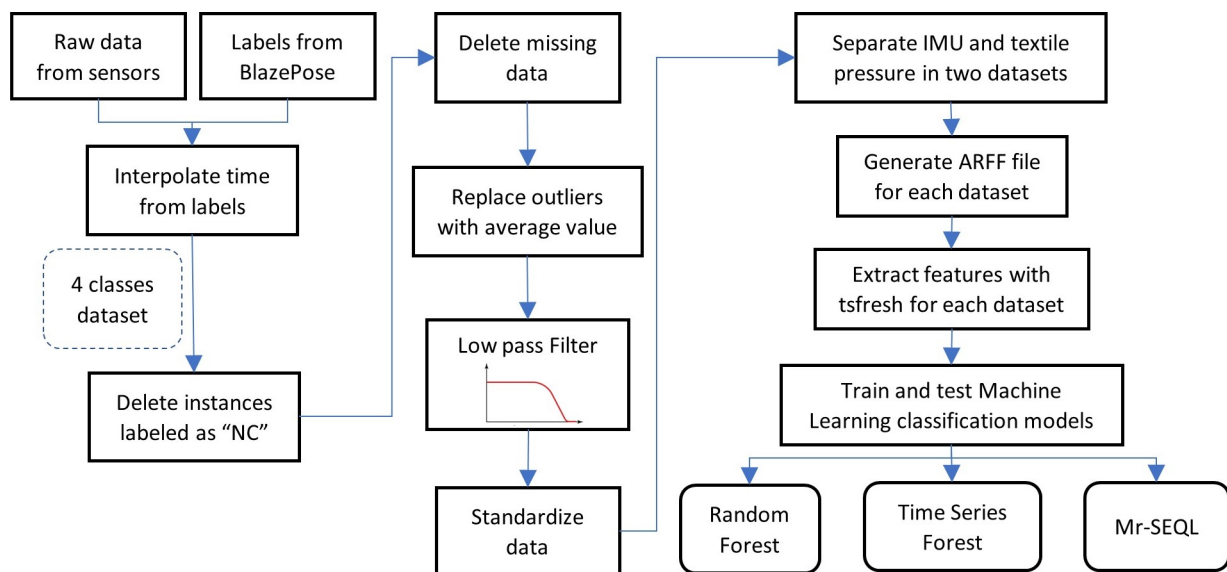 Raw data
from sensors
Labels from
BlazePose
Interpolate time
from labels
4 classes
dataset
Delete instances
labeled as “NC”
Delete missing
data
Replace outliers
with average value
Low pass Filter
Standardize
data
Separate IMU and textile
pressure in two datasets
Generate ARFF file
for each dataset
Extract features with
tsfresh for each dataset
Train and test Machine
Learning classification models
Random
Forest
Time Series
Forest
Mr-SEQL